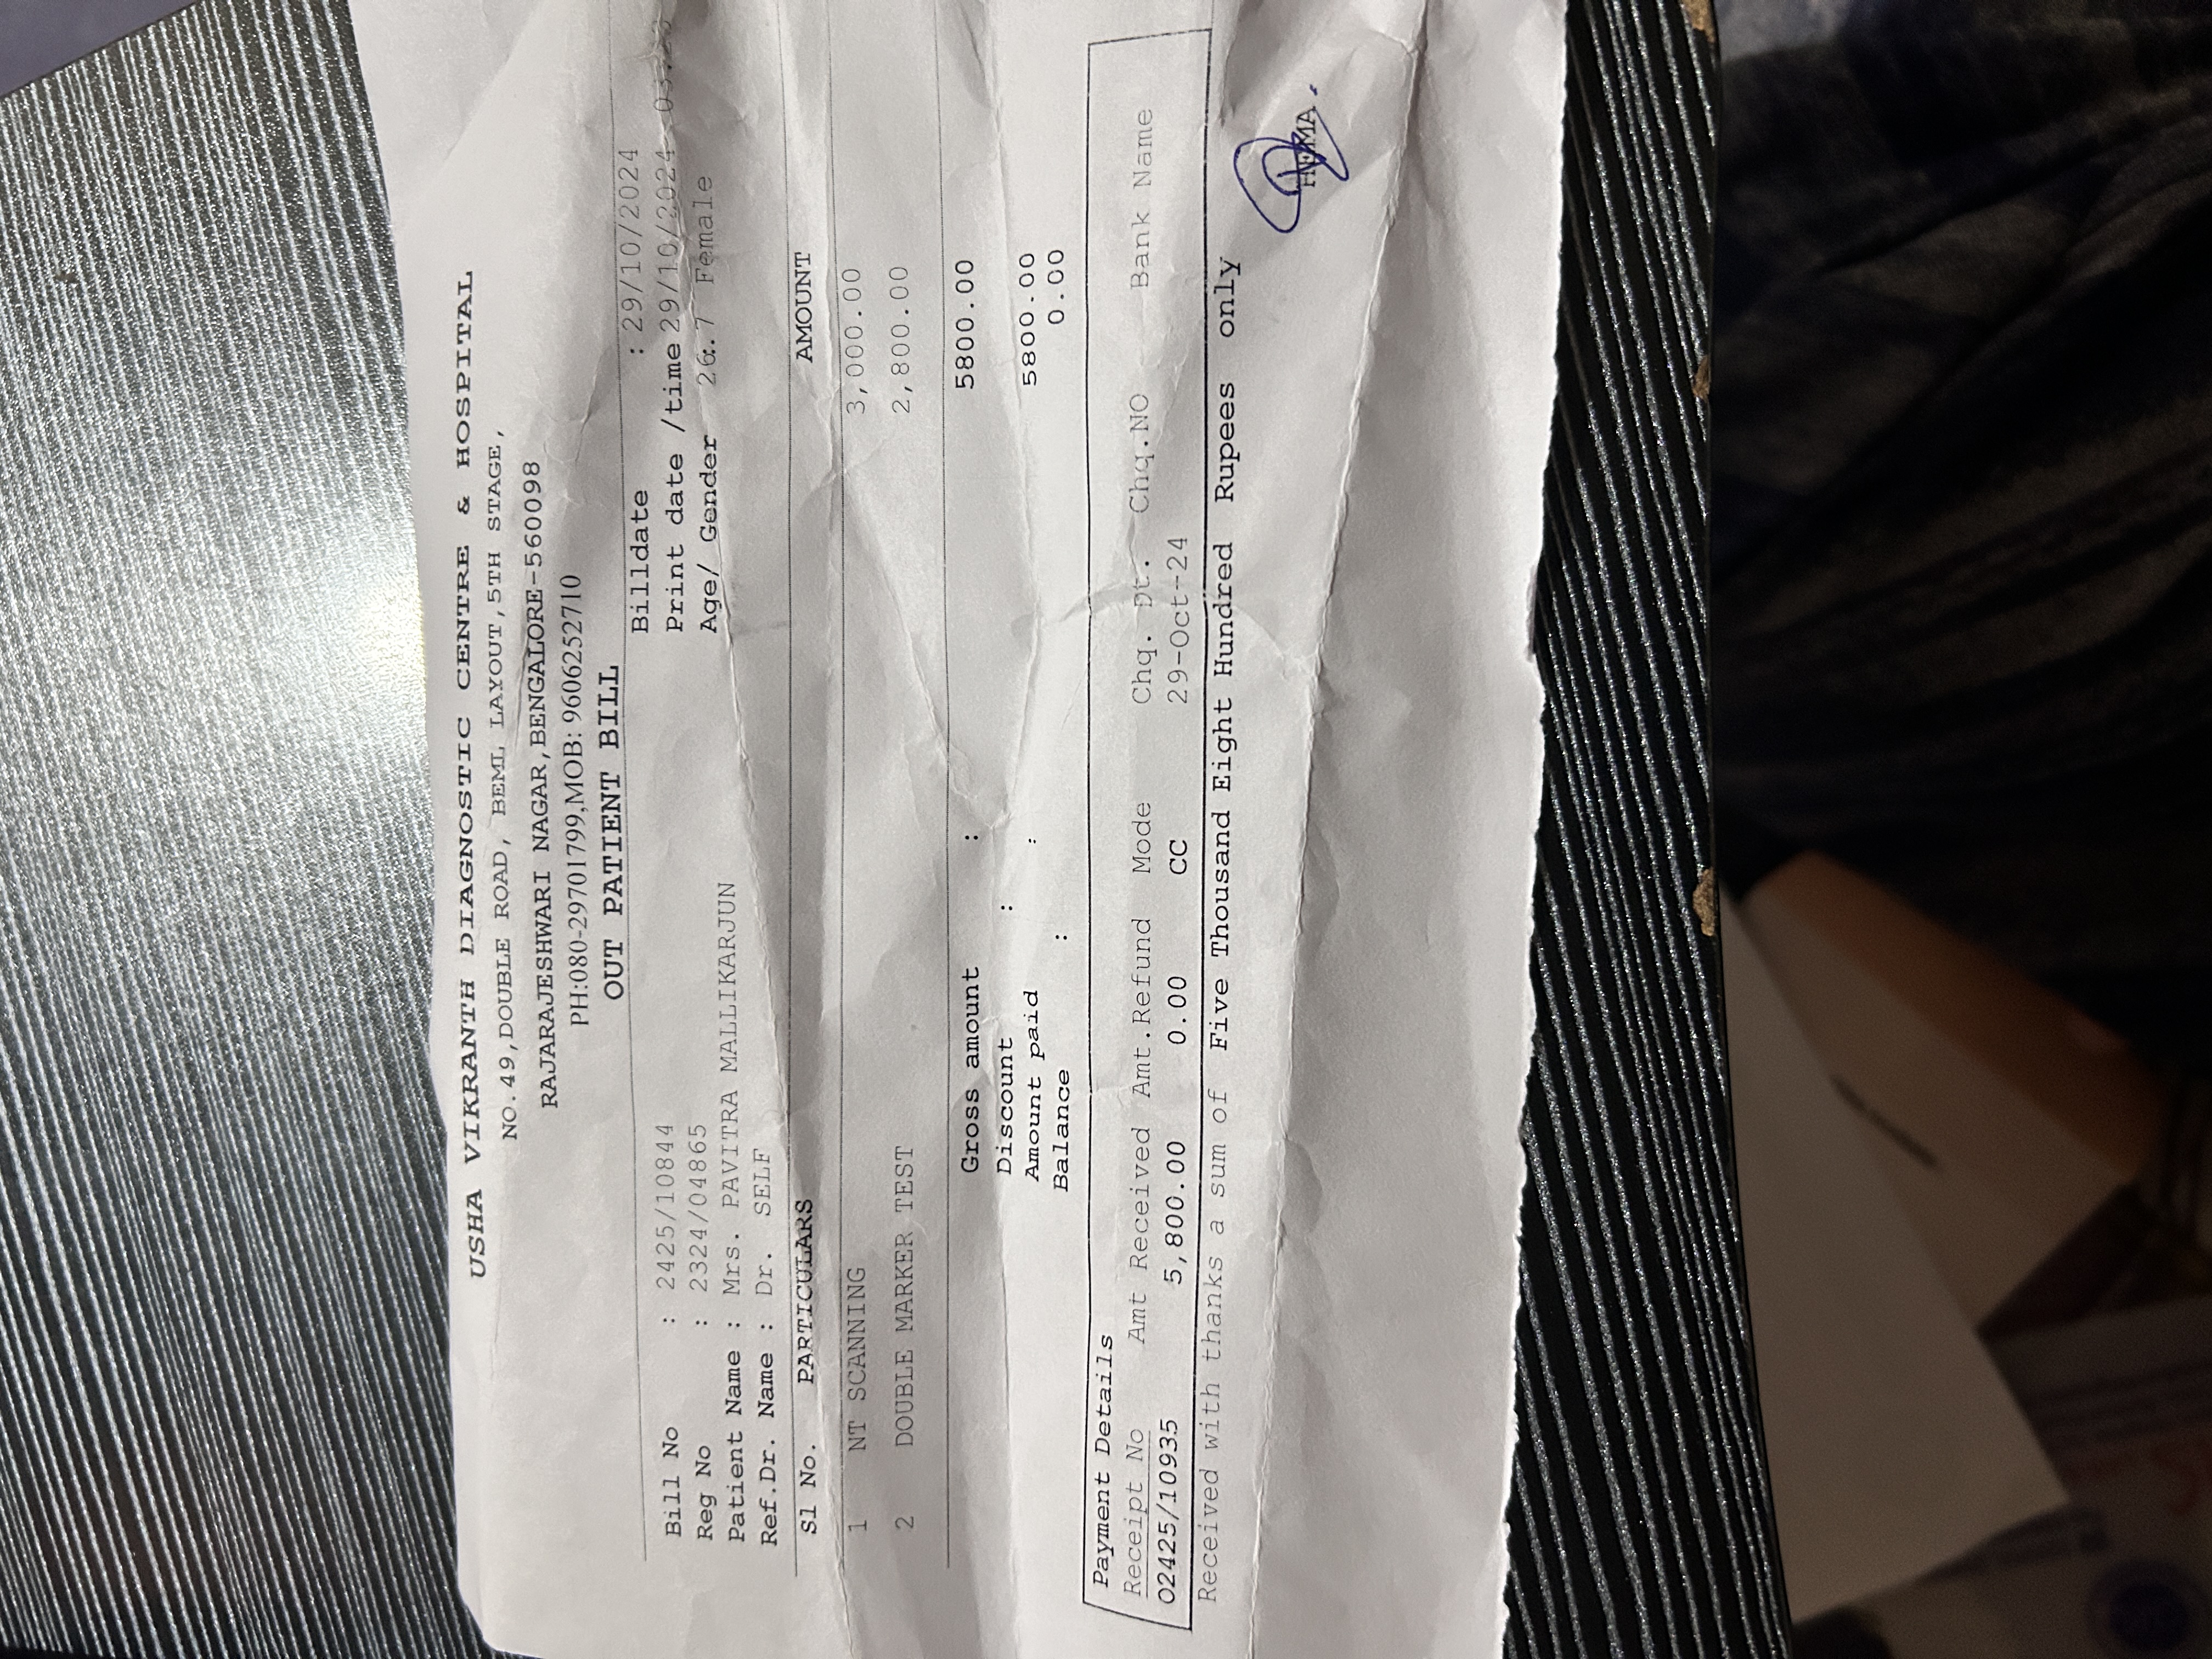 USHA VIKRANTH DIAGNOSTIC CENTRE & HOSPITAL
NO.49,DOUBLE ROAD, BEML LAYOUT,5TH STAGE,
RAJARAJESHWARI NAGAR,BENGALORE-560098
PH:080-29701799,MOB: 9606252710
OUT PATIENT BILL
Bill No : 2425/10844 Billdate : 29/10/2024
Reg No : 2324/04865 Print date /time 29/10/2024
Patient Name : Mrs. PAVITRA MALLIKARJUN Age/ Gender 26.7 Female
Ref.Dr. Name : Dr. SELF
Sl No. PARTICULARS AMOUNT
1 NT SCANNING 3,000.00
2 DOUBLE MARKER TEST 2,800.00
Gross amount : 5800.00
Discount :
Amount paid : 5800.00
Balance : 0.00
Payment Details
Receipt No Amt Received Amt.Refund Mode Chq. Dt. Chq.NO Bank Name
O2425/10935 5,800.00 0.00 CC 29-Oct-24
Received with thanks a sum of Five Thousand Eight Hundred Rupees only
HEMA